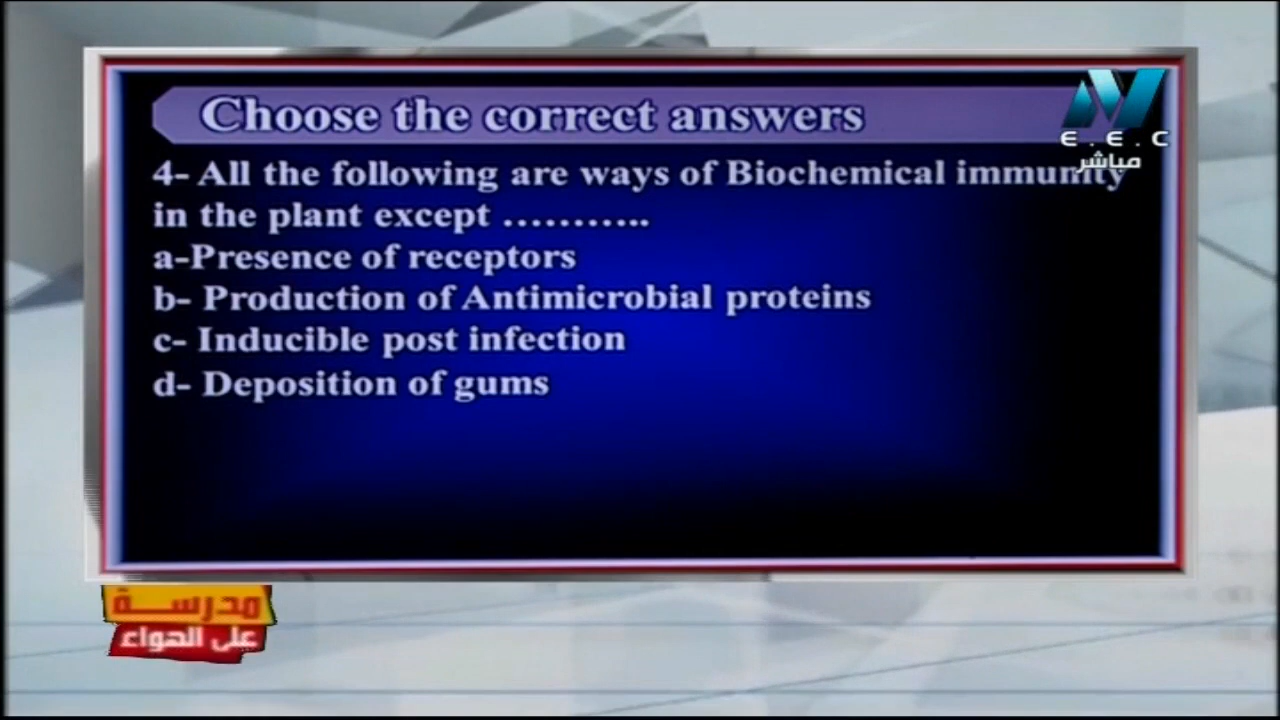 Choose the correct answers
E.E.C
مباشر
4- All the following are ways of Biochemical immunity
in the plant except ………..
a-Presence of receptors
b- Production of Antimicrobial proteins
c- Inducible post infection
d- Deposition of gums
مدرسة
على الهواء